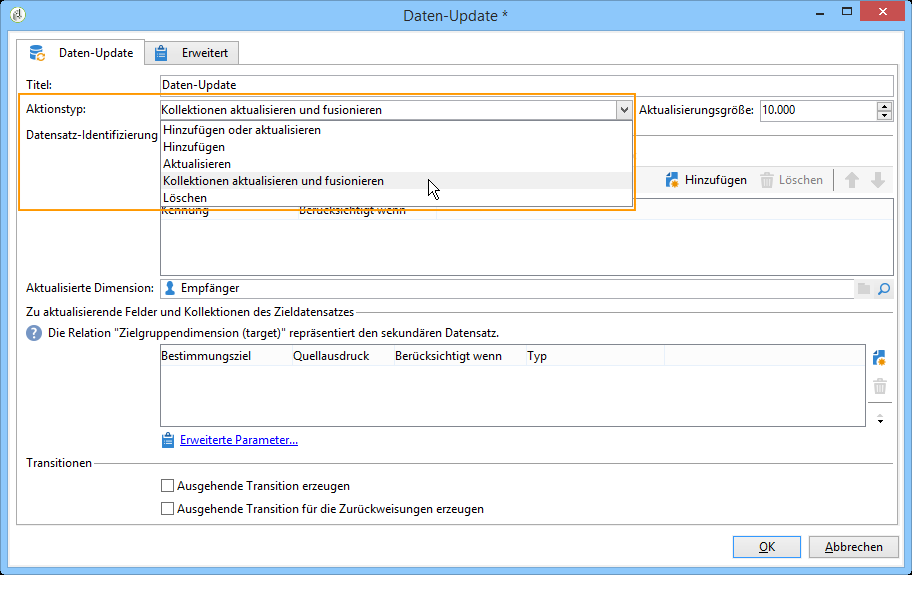 Daten-Update *
Daten-Update Erweitert
Titel: Daten-Update
Aktionstyp: Kollektionen aktualisieren und fusionieren Aktualisierungsgröße: 10.000
Hinzufügen oder aktualisieren
Datensatz-Identifizierung
Hinzufügen
Aktualisieren
Kollektionen aktualisieren und fusionieren Hinzufügen Löschen
Löschen
Kennung Berücksichtigt wenn
Aktualisierte Dimension: Empfänger
Zu aktualisierende Felder und Kollektionen des Zieldatensatzes
Die Relation "Zielgruppendimension (target)" repräsentiert den sekundären Datensatz.
Bestimmungsziel Quellausdruck Berücksichtigt wenn Typ
Erweiterte Parameter...
Transitionen
Ausgehende Transition erzeugen
Ausgehende Transition für die Zurückweisungen erzeugen
OK Abbrechen